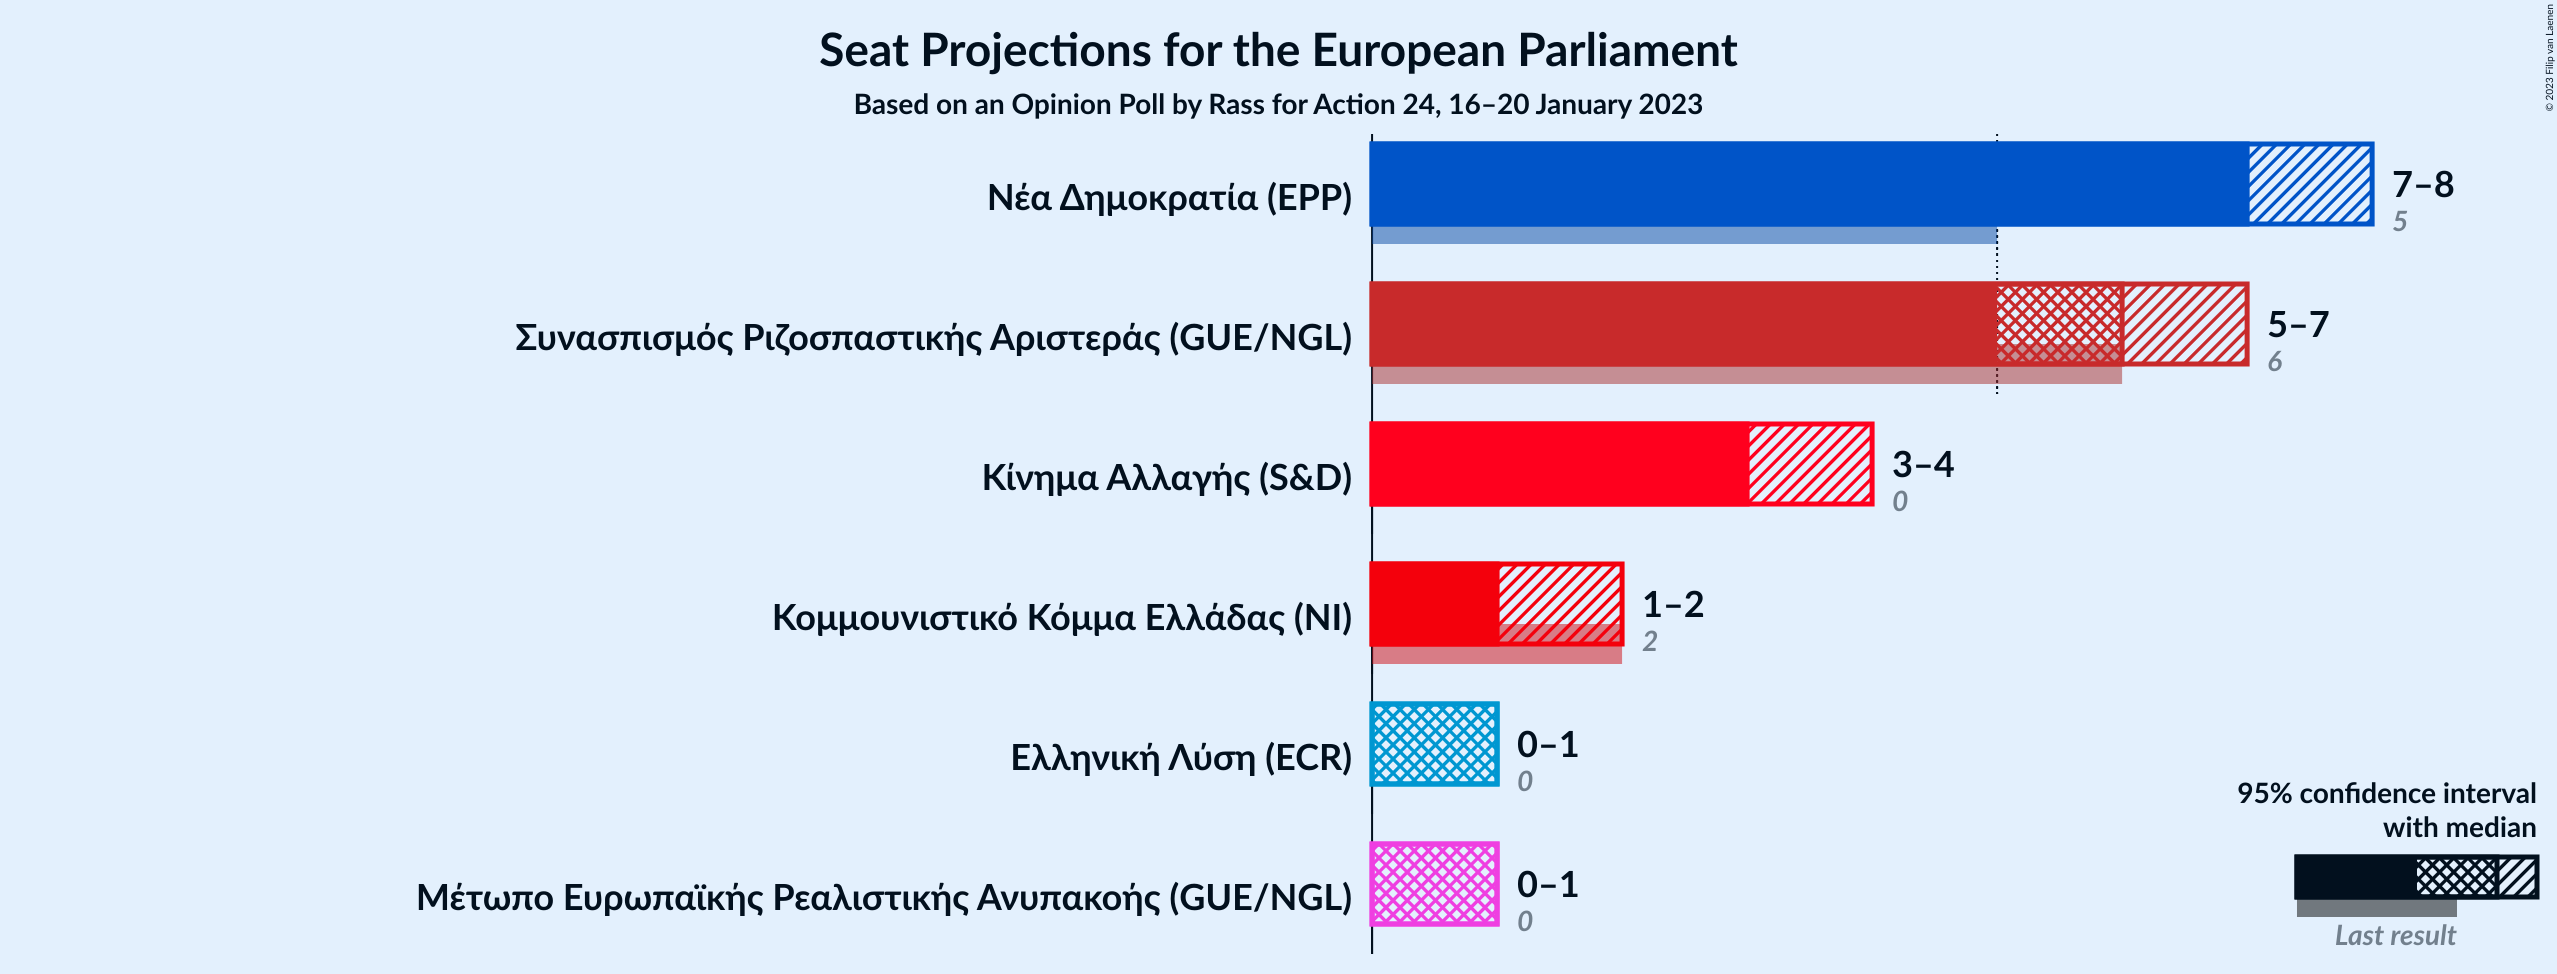 Seat Projections for the European Parliament
Based on an Opinion Poll by Rass for Action 24, 16–20 January 2023
© 2023 Filip van Laenen
Νέα Δημοκρατία (EPP)
7–8
5
Συνασπισμός Ριζοσπαστικής Αριστεράς (GUE/NGL)
5–7
6
Κίνημα Αλλαγής (S&D)
3–4
0
Κομμουνιστικό Κόμμα Ελλάδας (NI)
1–2
2
Ελληνική Λύση (ECR)
0–1
0
Μέτωπο Ευρωπαϊκής Ρεαλιστικής Ανυπακοής (GUE/NGL)
0–1
0
95% confidence interval
with median
Last result